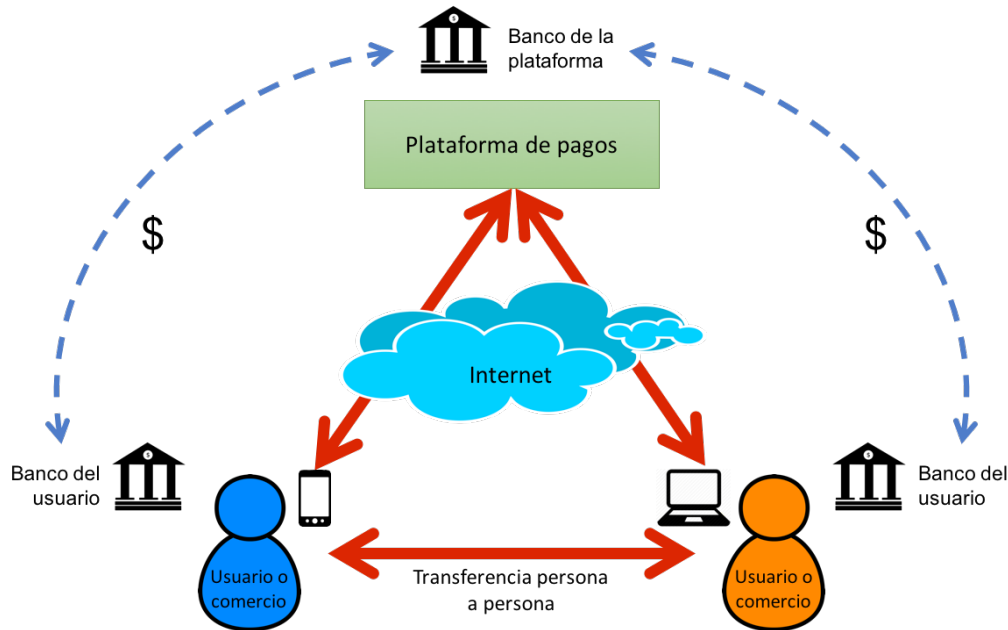 Banco de la
plataforma
Plataforma de pagos
$
$
Internet
Banco del
usuario
Banco del
usuario
Usuario o
comercio
Transferencia persona
a persona
Usuario o
comercio